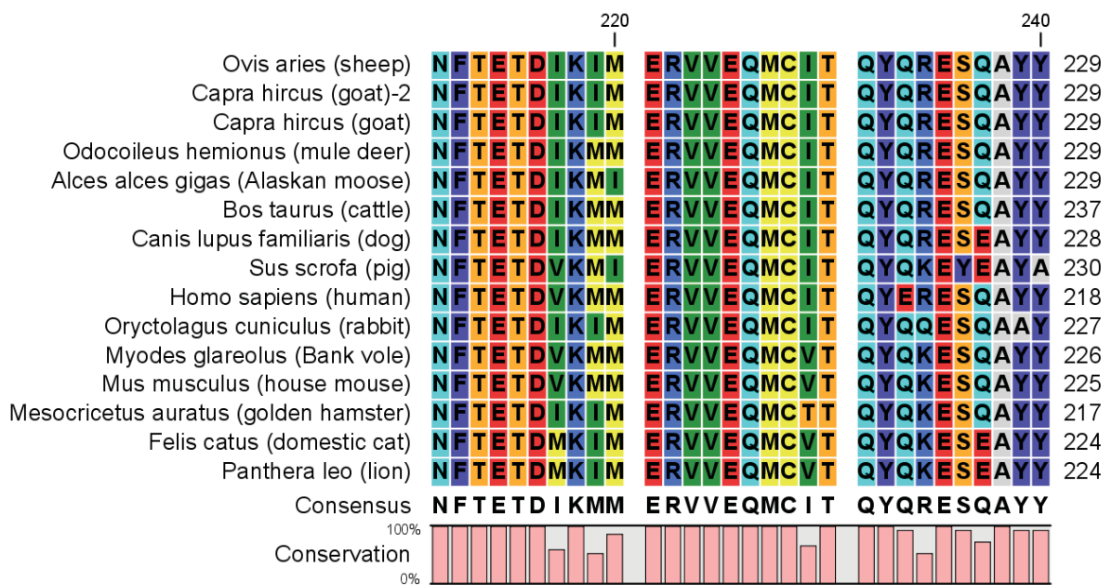 220 240
Ovis aries (sheep) NFTETDIKIM ERVVEQMCIT QYQRESQAYY 229
Capra hircus (goat)-2 NFTETDIKIM ERVVEQMCIT QYQRESQAYY 229
Capra hircus (goat) NFTETDIKIM ERVVEQMCIT QYQRESQAYY 229
Odocoileus hemionus (mule deer) NFTETDIKMM ERVVEQMCIT QYQRESQAYY 229
Alces alces gigas (Alaskan moose) NFTETDIKMI ERVVEQMCIT QYQRESQAYY 229
Bos taurus (cattle) NFTETDIKMM ERVVEQMCIT QYQRESQAYY 237
Canis lupus familiaris (dog) NFTETDIKMM ERVVEQMCIT QYQRESEAYY 228
Sus scrofa (pig) NFTETDVKMI ERVVEQMCIT QYQKEYEAYA 230
Homo sapiens (human) NFTETDVKMM ERVVEQMCIT QYERESQAYY 218
Oryctolagus cuniculus (rabbit) NFTETDIKIM ERVVEQMCIT QYQQESQAAY 227
Myodes glareolus (Bank vole) NFTETDVKMM ERVVEQMCVT QYQKESQAYY 226
Mus musculus (house mouse) NFTETDVKMM ERVVEQMCVT QYQKESQAYY 225
Mesocricetus auratus (golden hamster) NFTETDIKIM ERVVEQMCTT QYQKESQAYY 217
Felis catus (domestic cat) NFTETDMKIM ERVVEQMCVT QYQKESEAYY 224
Panthera leo (lion) NFTETDMKIM ERVVEQMCVT QYQKESEAYY 224
Consensus NFTETDIKMM ERVVEQMCIT QYQRESQAYY
100%
Conservation
0%